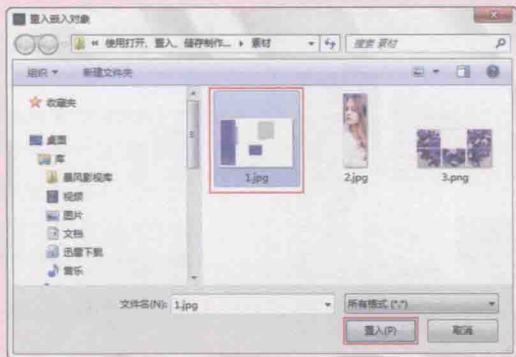 置入嵌入对象
« 使用打开、置入、储存制作... ▸ 素材
搜索 素材
组织 ▼ 新建文件夹
收藏夹
桌面
库
暴风影视库
视频
图片
文档
迅雷下载
音乐
1.jpg
2.jpg
3.png
文件名(N): 1.jpg
所有格式 (*.*)
置入(P) 取消